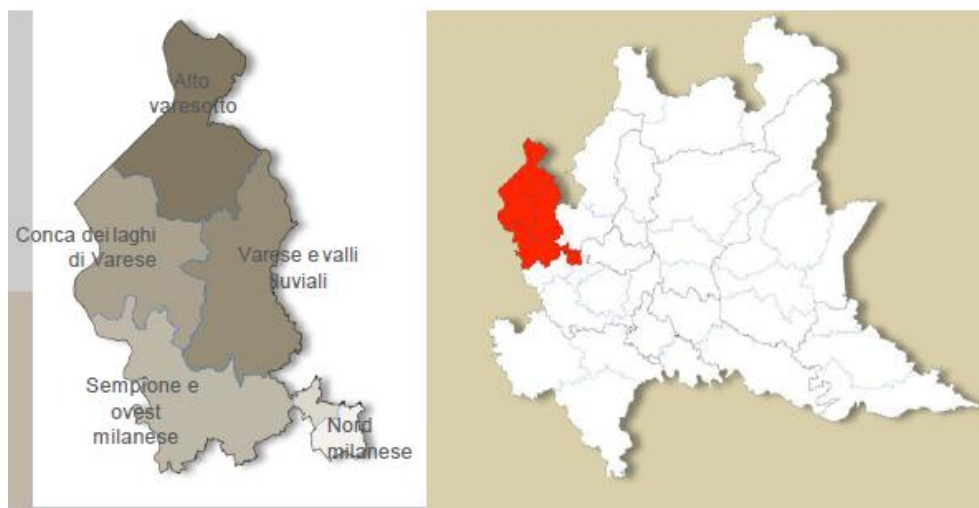 Alto
varesotto
Conca dei laghi
di Varese
Varese e valli
fluviali
Sempione e
ovest
milanese
Nord
milanese